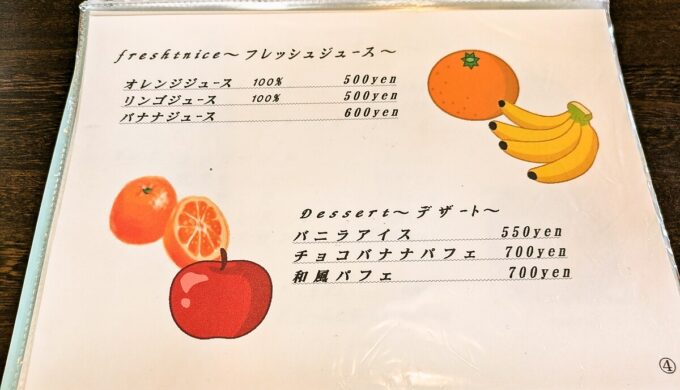 freshtnice～フレッシュジュース～
オレンジジュース 100% 500yen
リンゴジュース 100% 500yen
バナナジュース 600yen
Dessert～デザート～
バニラアイス 550yen
チョコバナナパフェ 700yen
和風パフェ 700yen
④